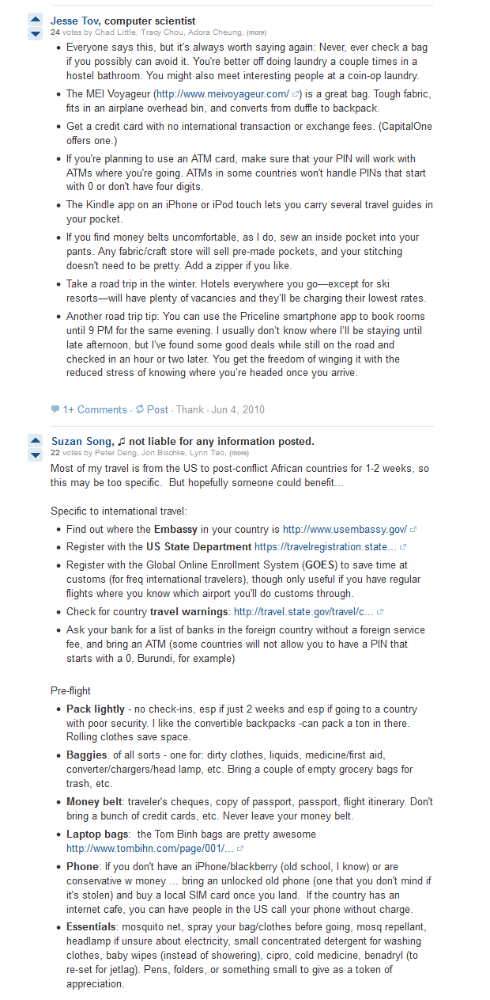 Jesse Tov, computer scientist
24 votes by Chad Little, Tracy Chou, Adora Cheung, (more)
• Everyone says this, but it's always worth saying again: Never, ever check a bag
if you possibly can avoid it. You're better off doing laundry a couple times in a
hostel bathroom. You might also meet interesting people at a coin-op laundry.
• The MEI Voyageur (http://www.meivoyageur.com/ ) is a great bag. Tough fabric,
fits in an airplane overhead bin, and converts from duffle to backpack.
• Get a credit card with no international transaction or exchange fees. (CapitalOne
offers one.)
• If you're planning to use an ATM card, make sure that your PIN will work with
ATMs where you're going. ATMs in some countries won't handle PINs that start
with 0 or don't have four digits.
• The Kindle app on an iPhone or iPod touch lets you carry several travel guides in
your pocket.
• If you find money belts uncomfortable, as I do, sew an inside pocket into your
pants. Any fabric/craft store will sell pre-made pockets, and your stitching
doesn't need to be pretty. Add a zipper if you like.
• Take a road trip in the winter. Hotels everywhere you go—except for ski
resorts—will have plenty of vacancies and they’ll be charging their lowest rates.
• Another road trip tip: You can use the Priceline smartphone app to book rooms
until 9 PM for the same evening. I usually don’t know where I’ll be staying until
late afternoon, but I’ve found some good deals while still on the road and
checked in an hour or two later. You get the freedom of winging it with the
reduced stress of knowing where you’re headed once you arrive.
1+ Comments · Post · Thank · Jun 4, 2010
Suzan Song, ♫ not liable for any information posted.
22 votes by Peter Deng, Jon Bischke, Lynn Tao, (more)
Most of my travel is from the US to post-conflict African countries for 1-2 weeks, so
this may be too specific.  But hopefully someone could benefit...
Specific to international travel:
• Find out where the Embassy in your country is http://www.usembassy.gov/
• Register with the US State Department https://travelregistration.state...
• Register with the Global Online Enrollment System (GOES) to save time at
customs (for freq international travelers), though only useful if you have regular
flights where you know which airport you'll do customs through.
• Check for country travel warnings: http://travel.state.gov/travel/c...
• Ask your bank for a list of banks in the foreign country without a foreign service
fee, and bring an ATM (some countries will not allow you to have a PIN that
starts with a 0, Burundi, for example)
Pre-flight
• Pack lightly - no check-ins, esp if just 2 weeks and esp if going to a country
with poor security. I like the convertible backpacks -can pack a ton in there.
Rolling clothes save space.
• Baggies. of all sorts - one for: dirty clothes, liquids, medicine/first aid,
converter/chargers/head lamp, etc. Bring a couple of empty grocery bags for
trash, etc.
• Money belt: traveler's cheques, copy of passport, passport, flight itinerary. Don't
bring a bunch of credit cards, etc. Never leave your money belt.
• Laptop bags:  the Tom Binh bags are pretty awesome
http://www.tombihn.com/page/001/...
• Phone: If you don't have an iPhone/blackberry (old school, I know) or are
conservative w money ... bring an unlocked old phone (one that you don't mind if
it's stolen) and buy a local SIM card once you land.  If the country has an
internet cafe, you can have people in the US call your phone without charge.
• Essentials: mosquito net, spray your bag/clothes before going, mosq repellant,
headlamp if unsure about electricity, small concentrated detergent for washing
clothes, baby wipes (instead of showering), cipro, cold medicine, benadryl (to
re-set for jetlag). Pens, folders, or something small to give as a token of
appreciation.